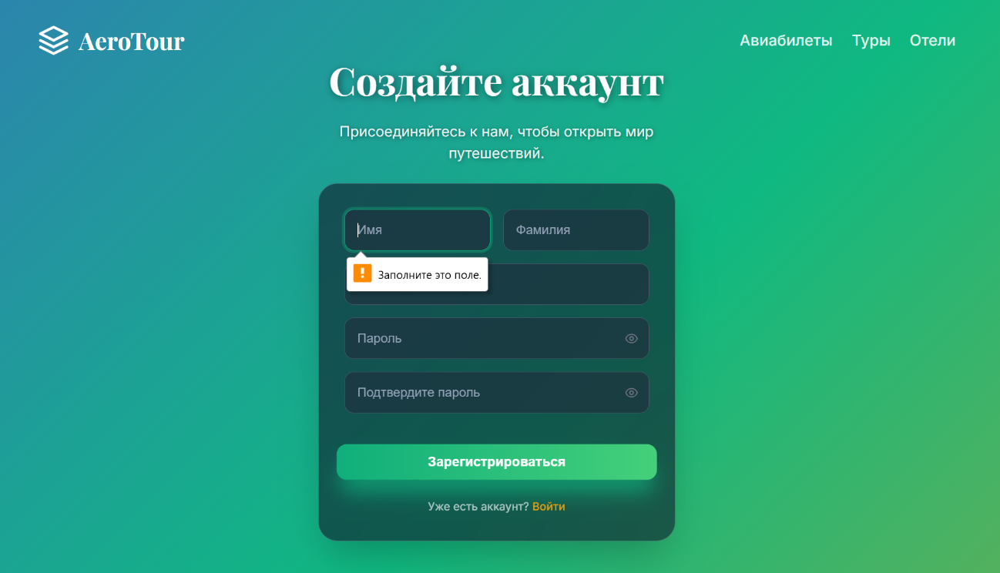 AeroTour
Авиабилеты Туры Отели
Создайте аккаунт
Присоединяйтесь к нам, чтобы открыть мир
путешествий.
Имя
Фамилия
! Заполните это поле.
Пароль
Подтвердите пароль
Зарегистрироваться
Уже есть аккаунт? Войти